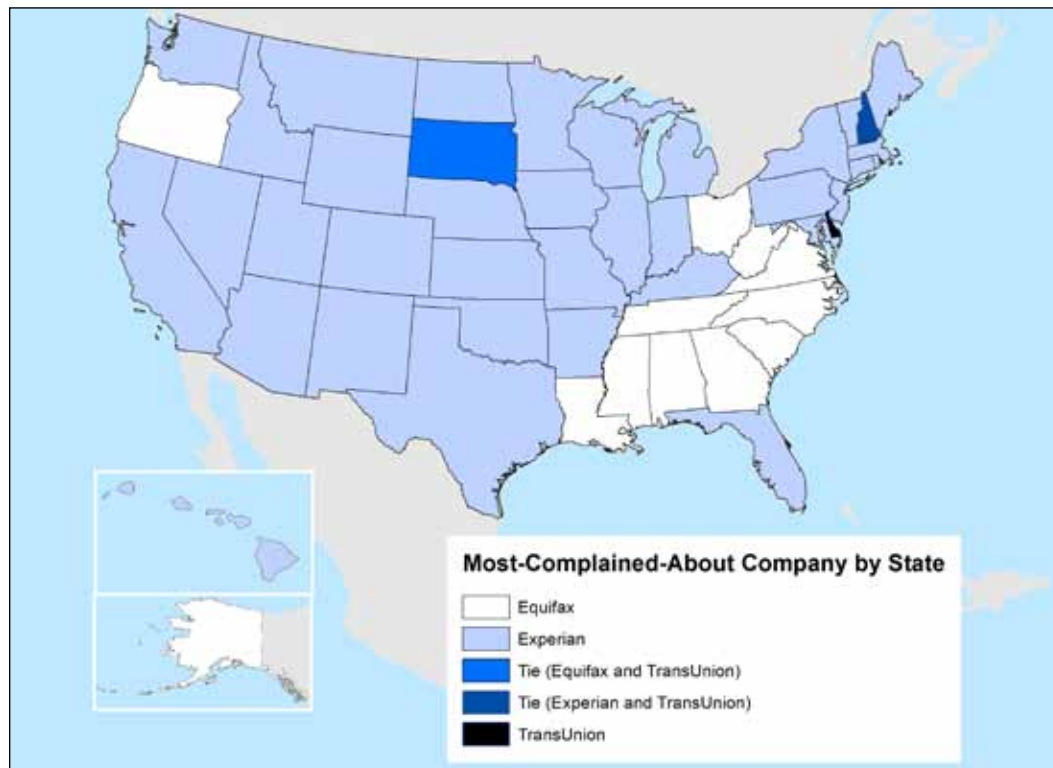 Most-Complained-About Company by State
Equifax
Experian
Tie (Equifax and TransUnion)
Tie (Experian and TransUnion)
TransUnion